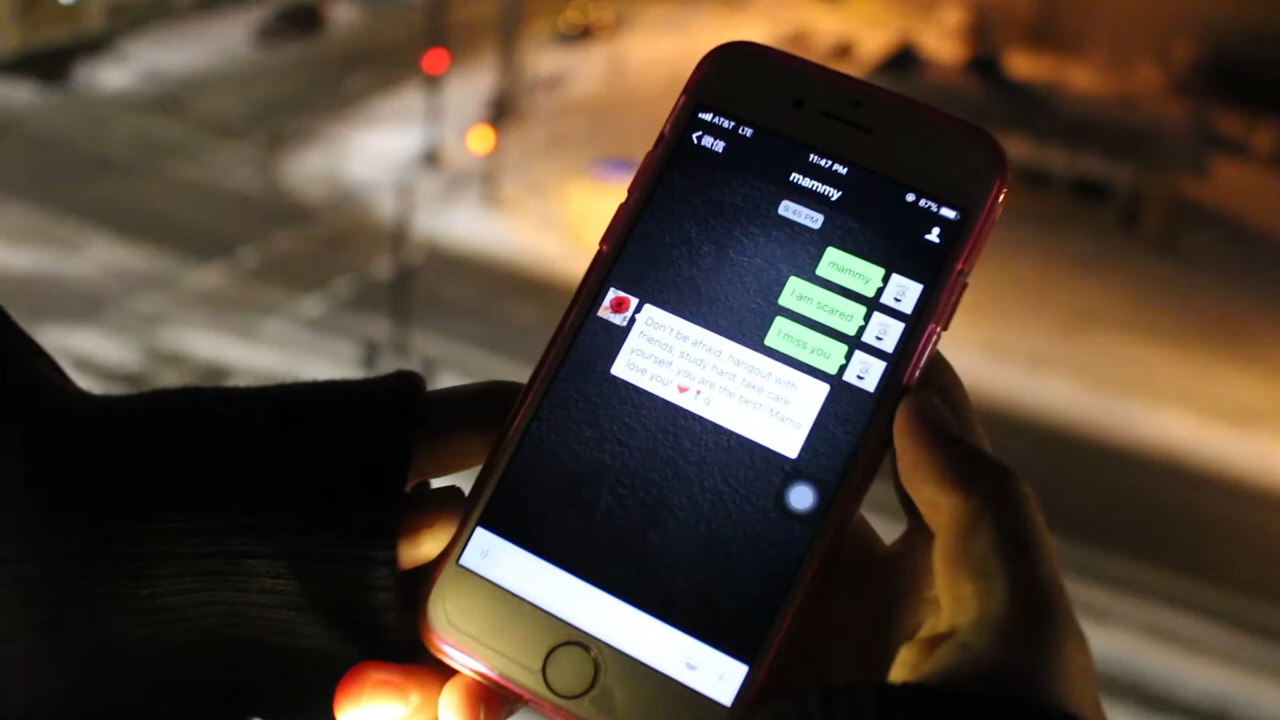 AT&T LTE
11:47 PM
87%
微信
mammy
9:45 PM
mammy
I am scared
I miss you
Don't be afraid, hangout with
friends, study hard, take care
yourself, you are the best! Mama
love you!